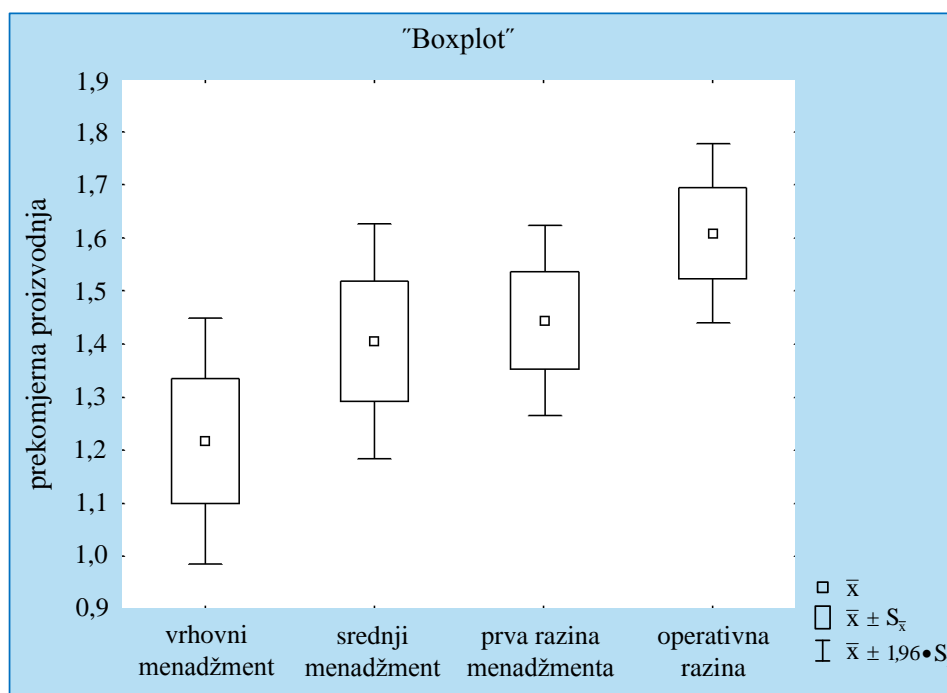 ˝Boxplot˝
prekomjerna proizvodnja
1,9
1,8
1,7
1,6
1,5
1,4
1,3
1,2
1,1
1,0
0,9
vrhovni
menadžment
srednji
menadžment
prva razina
menadžmenta
operativna
razina
x̅
x̅ ± Sx̅
x̅ ± 1,96•S